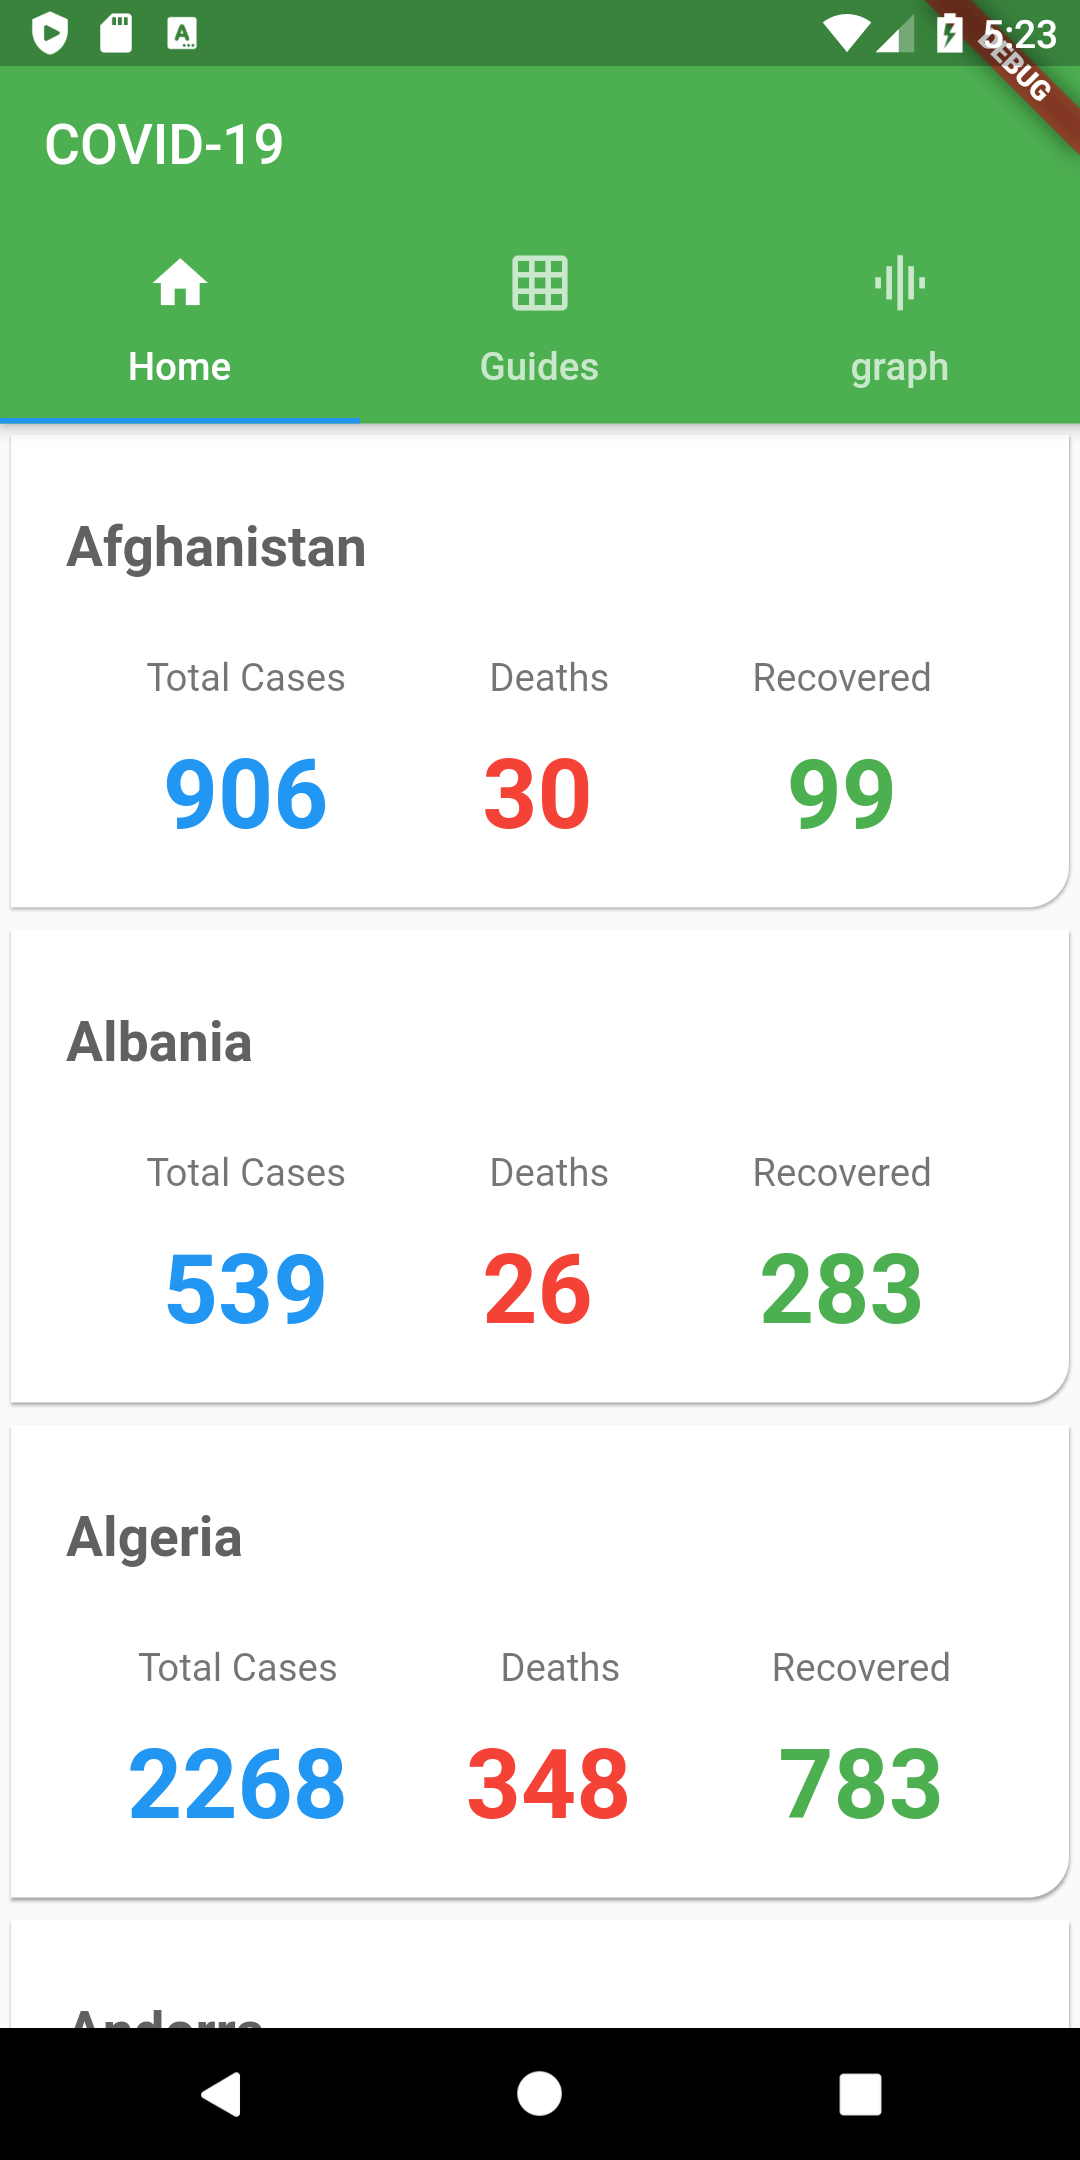 5:23
DEBUG
COVID-19
Home Guides graph
Afghanistan
Total Cases Deaths Recovered
906 30 99
Albania
Total Cases Deaths Recovered
539 26 283
Algeria
Total Cases Deaths Recovered
2268 348 783
Andorra